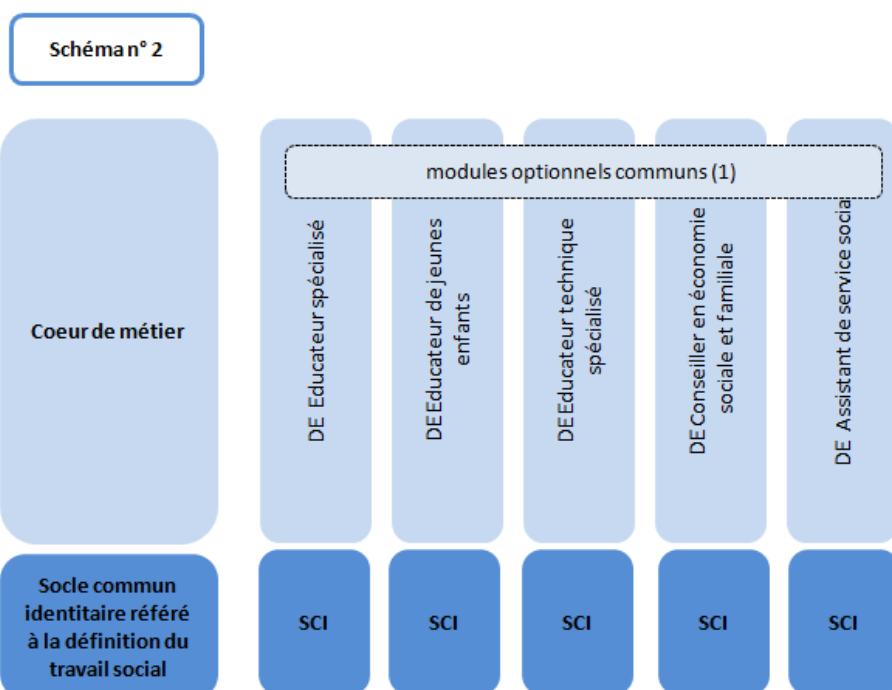 Schéma n° 2
modules optionnels communs (1)
Coeur de métier
DE Educateur spécialisé
DE Educateur de jeunes
enfants
DE Educateur technique
spécialisé
DE Conseiller en économie
sociale et familiale
DE Assistant de service social
Socle commun
identitaire référé
à la définition du
travail social
SCI
SCI
SCI
SCI
SCI